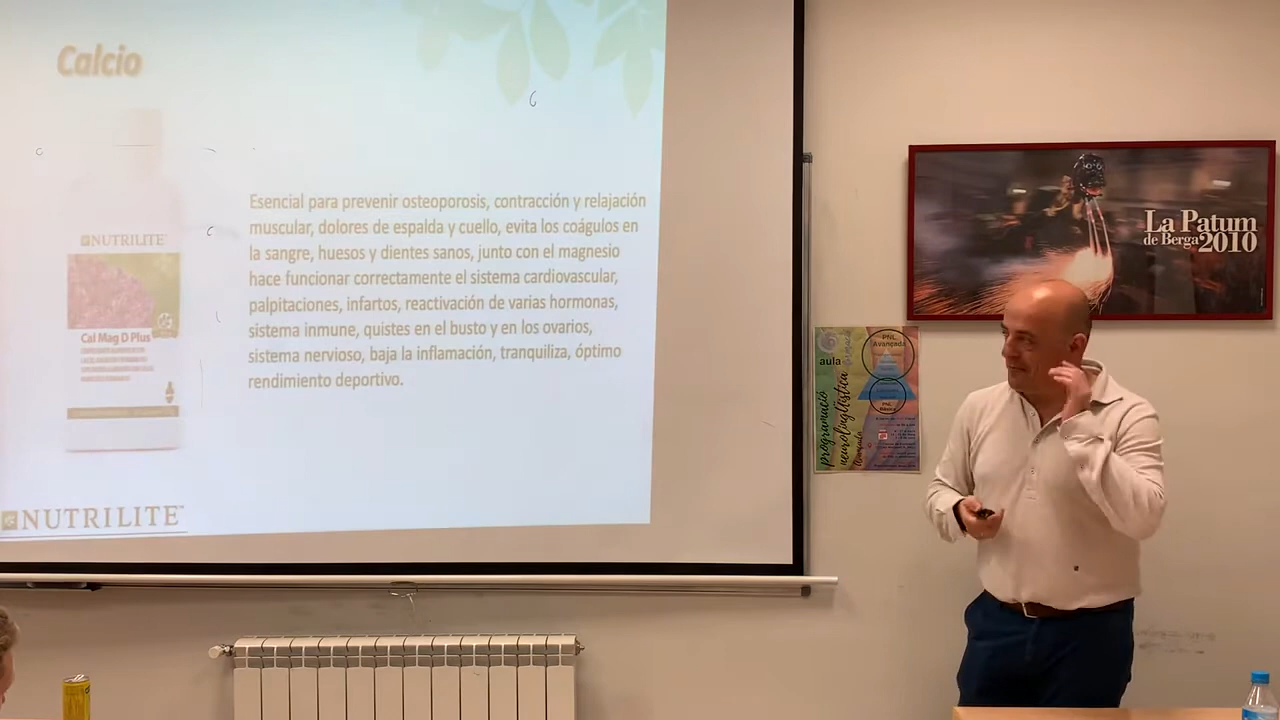 Calcio
NUTRILITE
Cal Mag D Plus
Esencial para prevenir osteoporosis, contracción y relajación
muscular, dolores de espalda y cuello, evita los coágulos en
la sangre, huesos y dientes sanos, junto con el magnesio
hace funcionar correctamente el sistema cardiovascular,
palpitaciones, infartos, reactivación de varias hormonas,
sistema inmune, quistes en el busto y en los ovarios,
sistema nervioso, baja la inflamación, tranquiliza, óptimo
rendimiento deportivo.
NUTRILITE™
La Patum
de Berga 2010
aula
PNL
Avançada
PNL
Bàsica
programació
neurolingüística